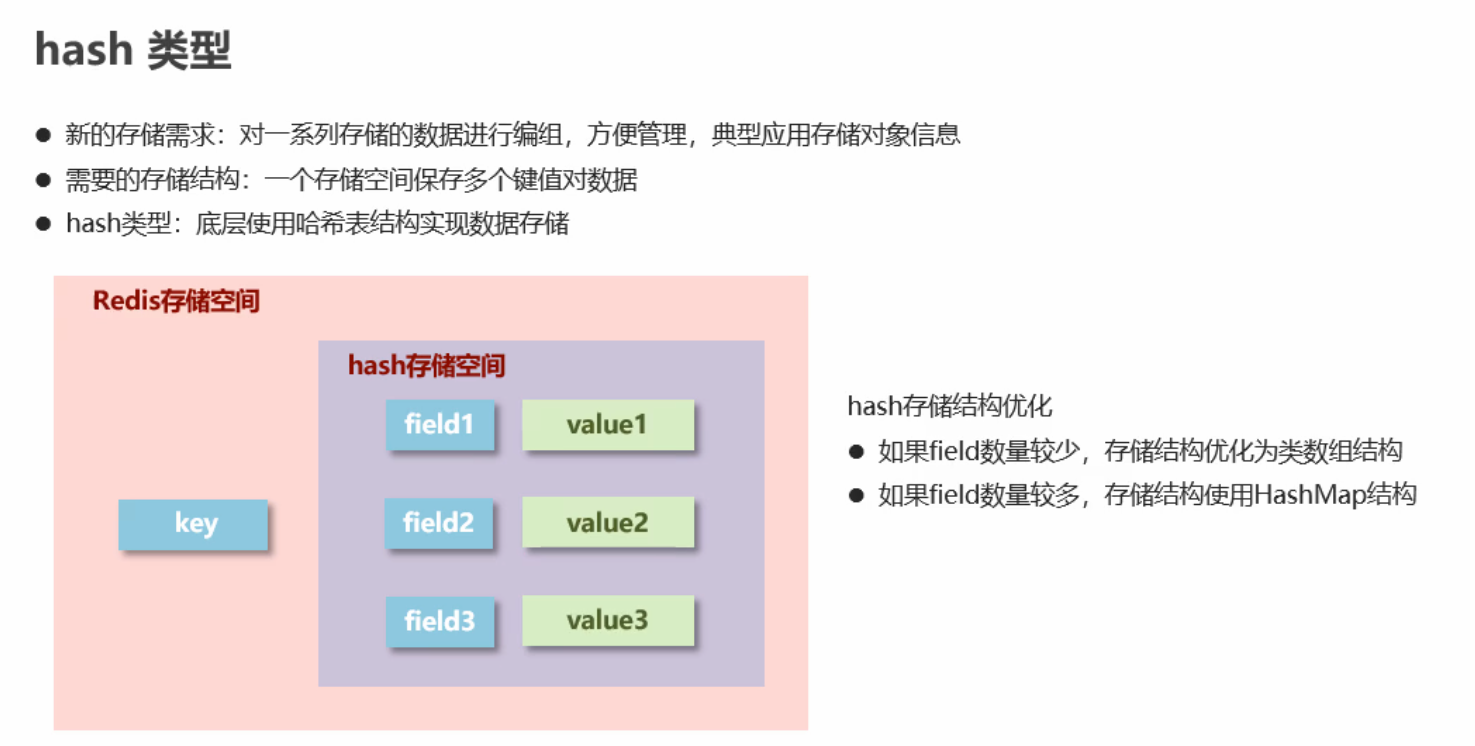 hash 类型
● 新的存储需求：对一系列存储的数据进行编组，方便管理，典型应用存储对象信息
● 需要的存储结构：一个存储空间保存多个键值对数据
● hash类型：底层使用哈希表结构实现数据存储
Redis存储空间
hash存储空间
field1 value1
key
field2 value2
field3 value3
hash存储结构优化
● 如果field数量较少，存储结构优化为类数组结构
● 如果field数量较多，存储结构使用HashMap结构